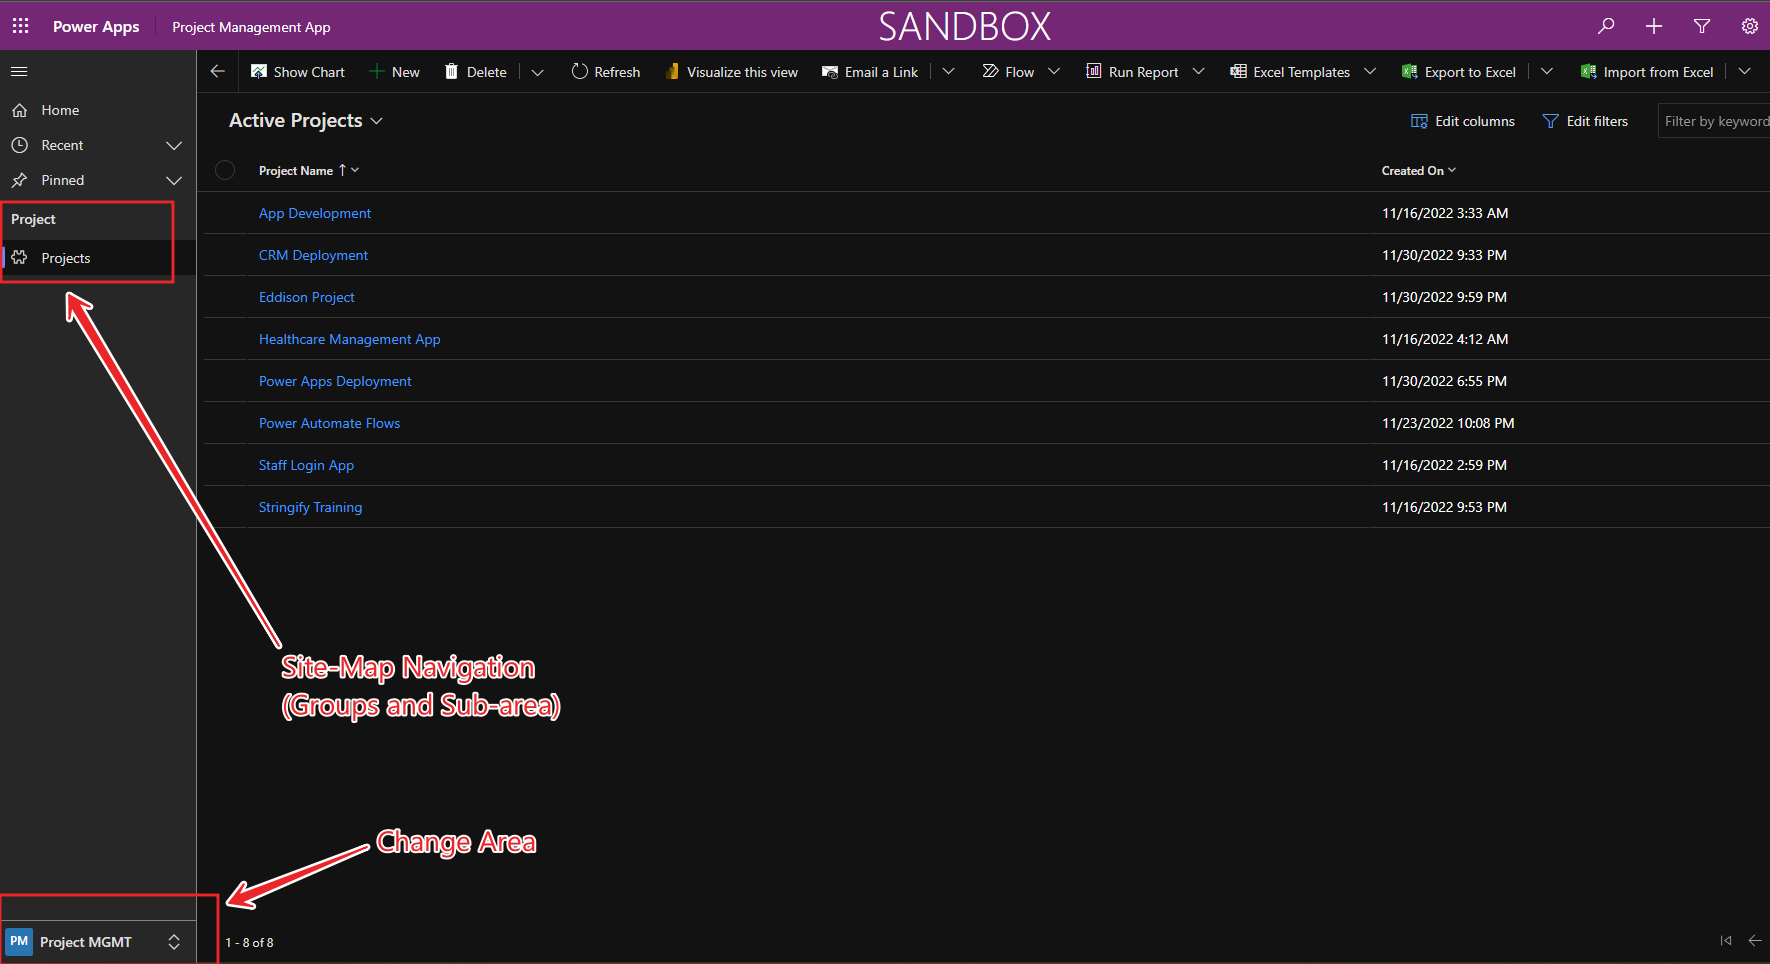 Power Apps Project Management App SANDBOX
Show Chart New Delete Refresh Visualize this view Email a Link Flow Run Report Excel Templates Export to Excel Import from Excel
Home
Recent
Pinned
Project
Projects
Active Projects Edit columns Edit filters Filter by keyword
Project Name Created On
App Development 11/16/2022 3:33 AM
CRM Deployment 11/30/2022 9:33 PM
Eddison Project 11/30/2022 9:59 PM
Healthcare Management App 11/16/2022 4:12 AM
Power Apps Deployment 11/30/2022 6:55 PM
Power Automate Flows 11/23/2022 10:08 PM
Staff Login App 11/16/2022 2:59 PM
Stringify Training 11/16/2022 9:53 PM
Site-Map Navigation
(Groups and Sub-area)
Change Area
PM Project MGMT
1 - 8 of 8